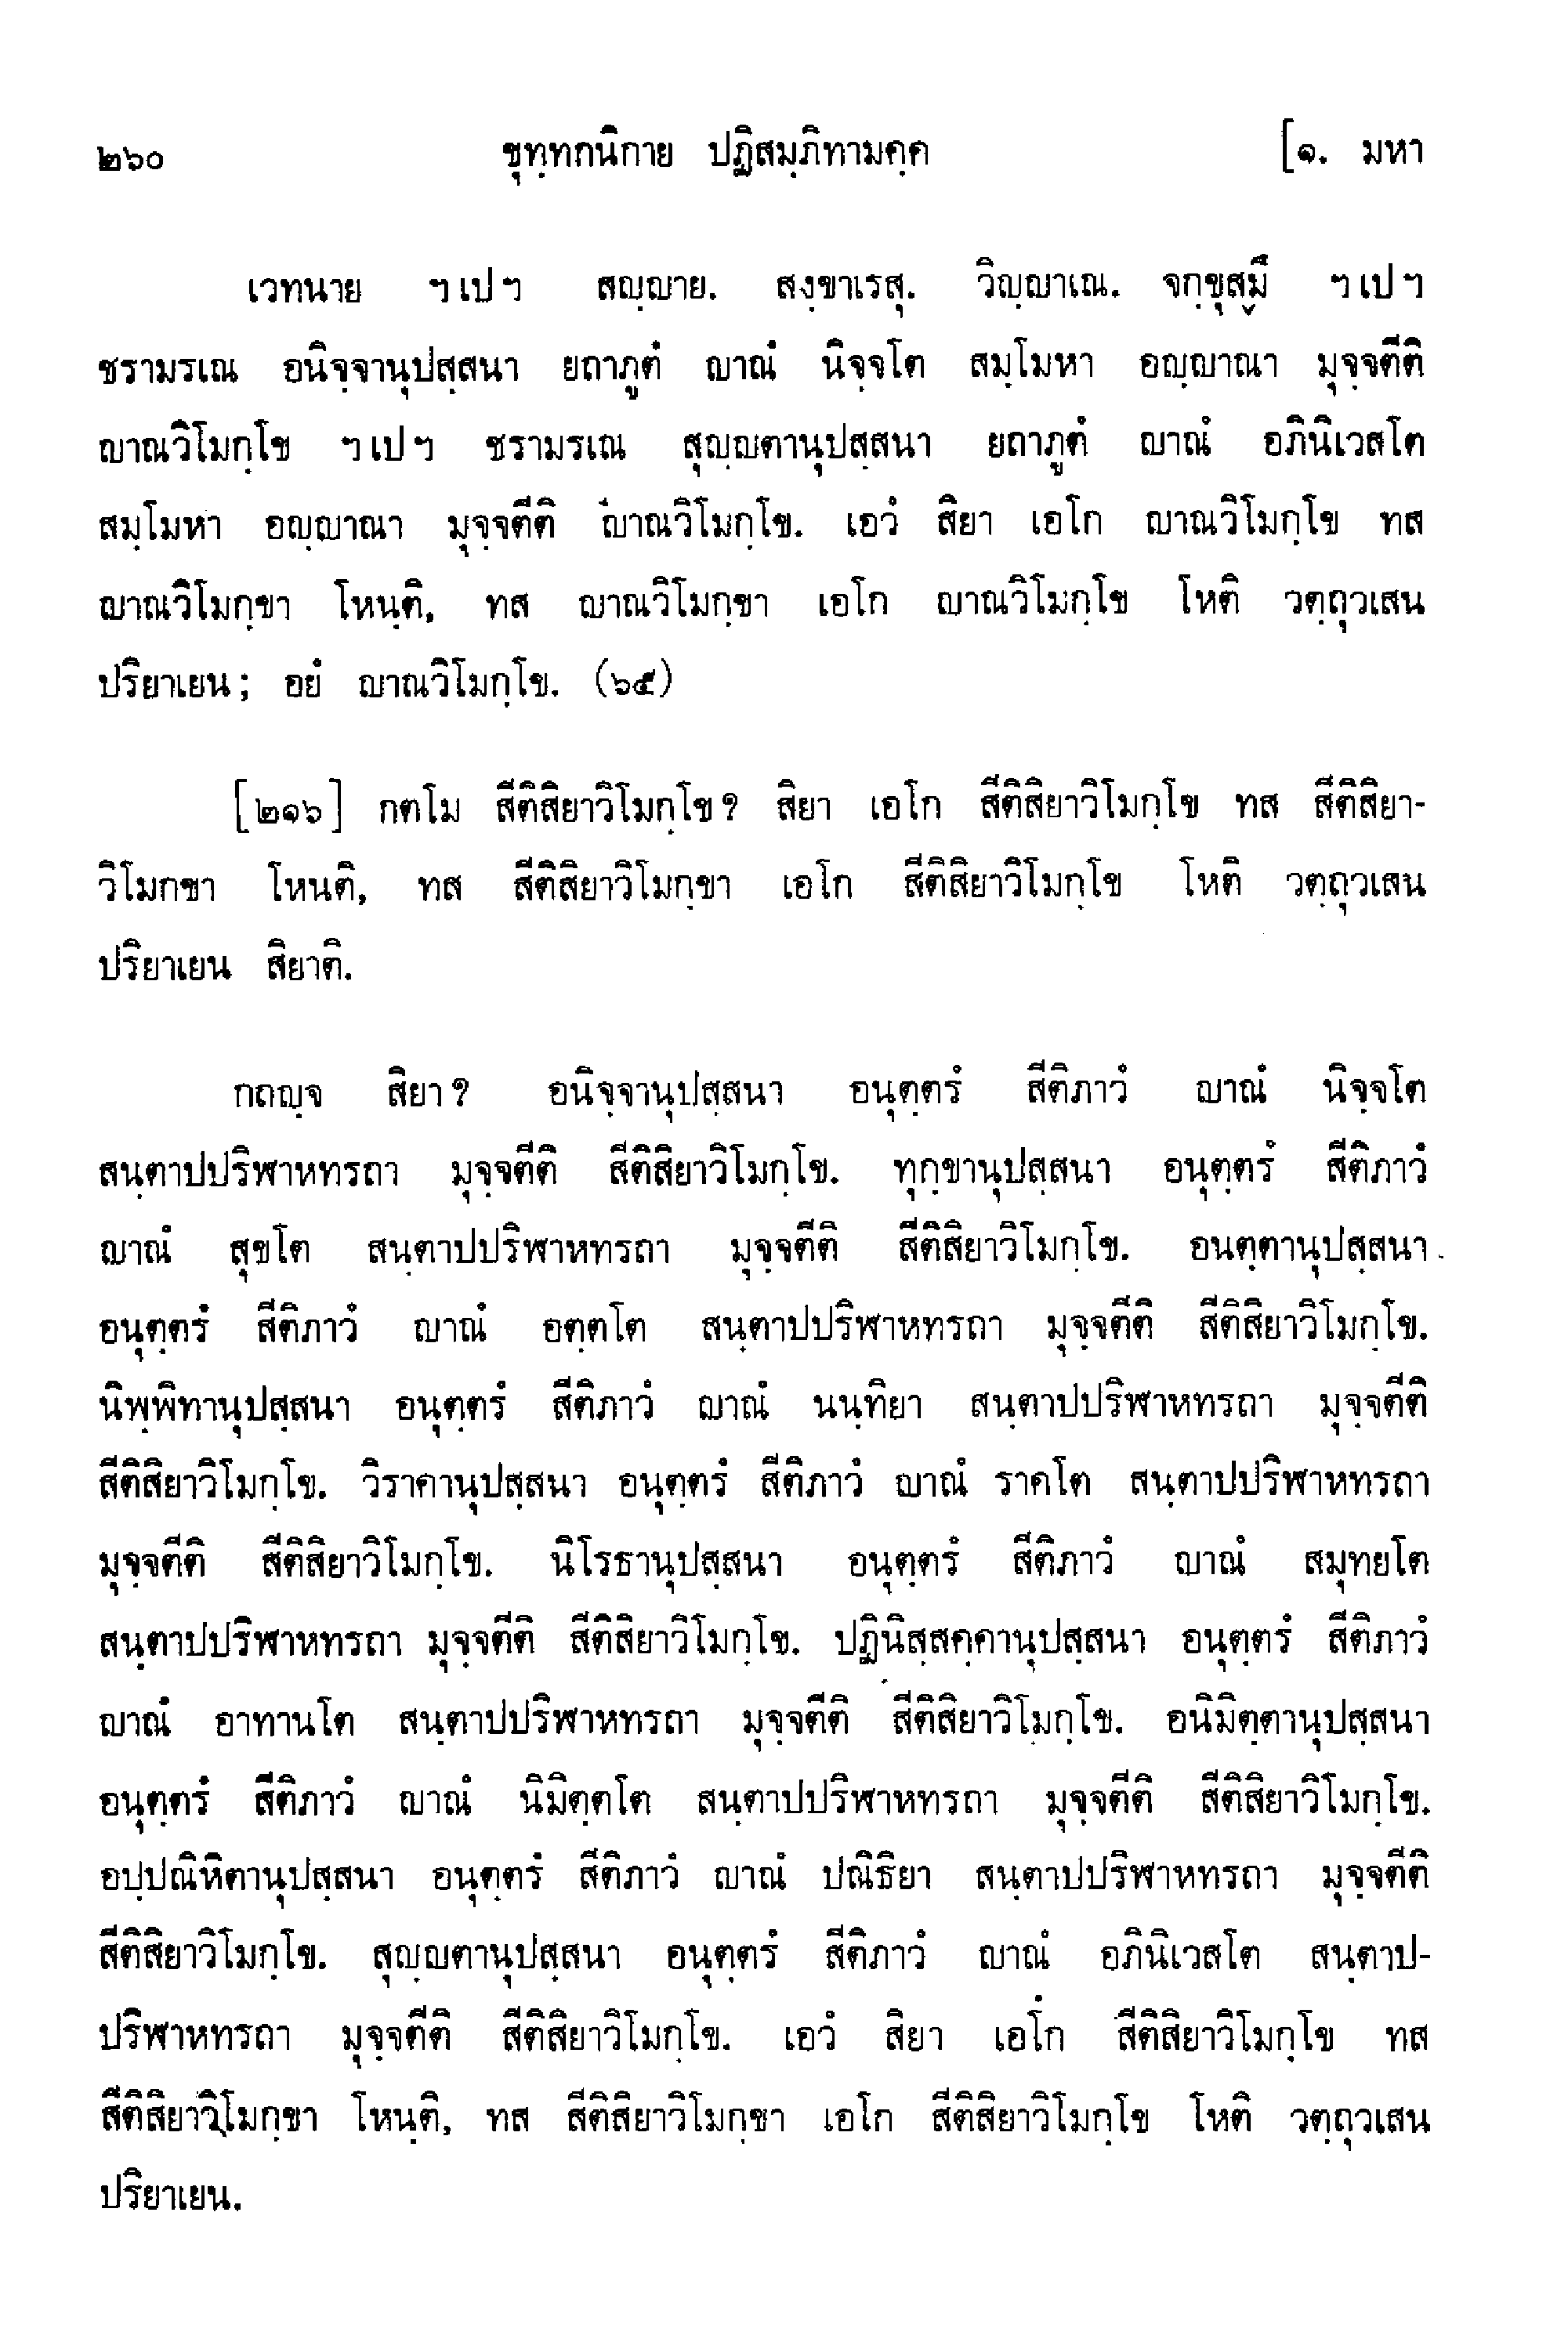 ๒๖๐ ขุทฺทกนิกาย ปฏิสมฺภิทามคฺค [๑. มหา
เวทนาย ฯ เป ฯ สญฺญาย. สงฺขาเรสุ. วิญฺญาเณ. จกฺขุสฺมึ ฯ เป ฯ
ชรามรเณ อนิจฺจานุปสฺสนา ยถาภูตํ ญาณํ นิจฺจโต สมฺโมหา อญฺญาณา มุจฺจตีติ
ญาณวิโมกฺโข ฯ เป ฯ ชรามรเณ สุญฺญตานุปสฺสนา ยถาภูตํ ญาณํ อภินิเวสโต
สมฺโมหา อญฺญาณา มุจฺจตีติ ญาณวิโมกฺโข. เอวํ สิยา เอโก ญาณวิโมกฺโข ทส
ญาณวิโมกฺขา โหนฺติ, ทส ญาณวิโมกฺขา เอโก ญาณวิโมกฺโข โหติ วตฺถุวเสน
ปริยาเยน; อยํ ญาณวิโมกฺโข. (๖๕)
[๒๑๖] กตโม สีติสิยาวิโมกฺโข? สิยา เอโก สีติสิยาวิโมกฺโข ทส สีติสิยา-
วิโมกขา โหนติ, ทส สีติสิยาวิโมกฺขา เอโก สีติสิยาวิโมกฺโข โหติ วตฺถุวเสน
ปริยาเยน สิยาติ.
กถญฺจ สิยา? อนิจฺจานุปสฺสนา อนุตฺตรํ สีติภาวํ ญาณํ นิจฺจโต
สนฺตาปปริฬาหทรถา มุจฺจตีติ สีติสิยาวิโมกฺโข. ทุกฺขานุปสฺสนา อนุตฺตรํ สีติภาวํ
ญาณํ สุขโต สนฺตาปปริฬาหทรถา มุจฺจตีติ สีติสิยาวิโมกฺโข. อนตฺตานุปสฺสนา
อนุตฺตรํ สีติภาวํ ญาณํ อตฺตโต สนฺตาปปริฬาหทรถา มุจฺจตีติ สีติสิยาวิโมกฺโข.
นิพฺพิทานุปสฺสนา อนุตฺตรํ สีติภาวํ ญาณํ นนฺทิยา สนฺตาปปริฬาหทรถา มุจฺจตีติ
สีติสิยาวิโมกฺโข. วิราคานุปสฺสนา อนุตฺตรํ สีติภาวํ ญาณํ ราคโต สนฺตาปปริฬาหทรถา
มุจฺจตีติ สีติสิยาวิโมกฺโข. นิโรธานุปสฺสนา อนุตฺตรํ สีติภาวํ ญาณํ สมุทยโต
สนฺตาปปริฬาหทรถา มุจฺจตีติ สีติสิยาวิโมกฺโข. ปฏินิสฺสคฺคานุปสฺสนา อนุตฺตรํ สีติภาวํ
ญาณํ อาทานโต สนฺตาปปริฬาหทรถา มุจฺจตีติ สีติสิยาวิโมกฺโข. อนิมิตฺตานุปสฺสนา
อนุตฺตรํ สีติภาวํ ญาณํ นิมิตฺตโต สนฺตาปปริฬาหทรถา มุจฺจตีติ สีติสิยาวิโมกฺโข.
อปฺปณิหิตานุปสฺสนา อนุตฺตรํ สีติภาวํ ญาณํ ปณิธิยา สนฺตาปปริฬาหทรถา มุจฺจตีติ
สีติสิยาวิโมกฺโข. สุญฺญตานุปสฺสนา อนุตฺตรํ สีติภาวํ ญาณํ อภินิเวสโต สนฺตาป-
ปริฬาหทรถา มุจฺจตีติ สีติสิยาวิโมกฺโข. เอวํ สิยา เอโก สีติสิยาวิโมกฺโข ทส
สีติสิยาวิโมกฺขา โหนฺติ, ทส สีติสิยาวิโมกฺขา เอโก สีติสิยาวิโมกฺโข โหติ วตฺถุวเสน
ปริยาเยน.